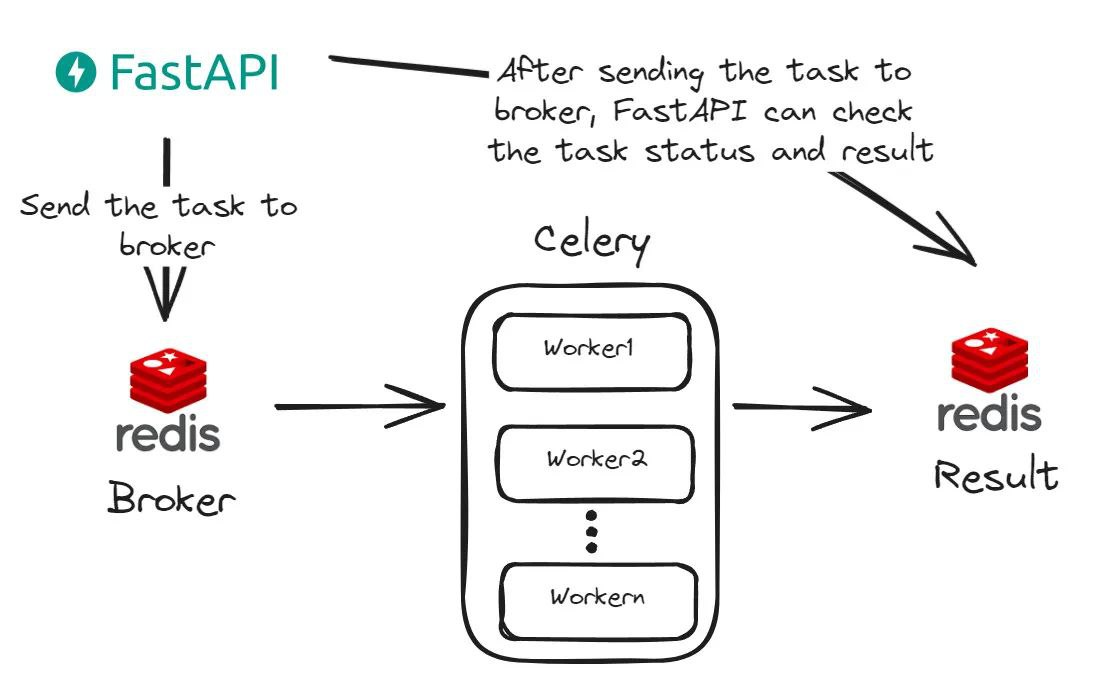 FastAPI
After sending the task to
broker, FastAPI can check
the task status and result
Send the task to
broker
Celery
Worker1
Worker2
Workern
redis
Broker
redis
Result